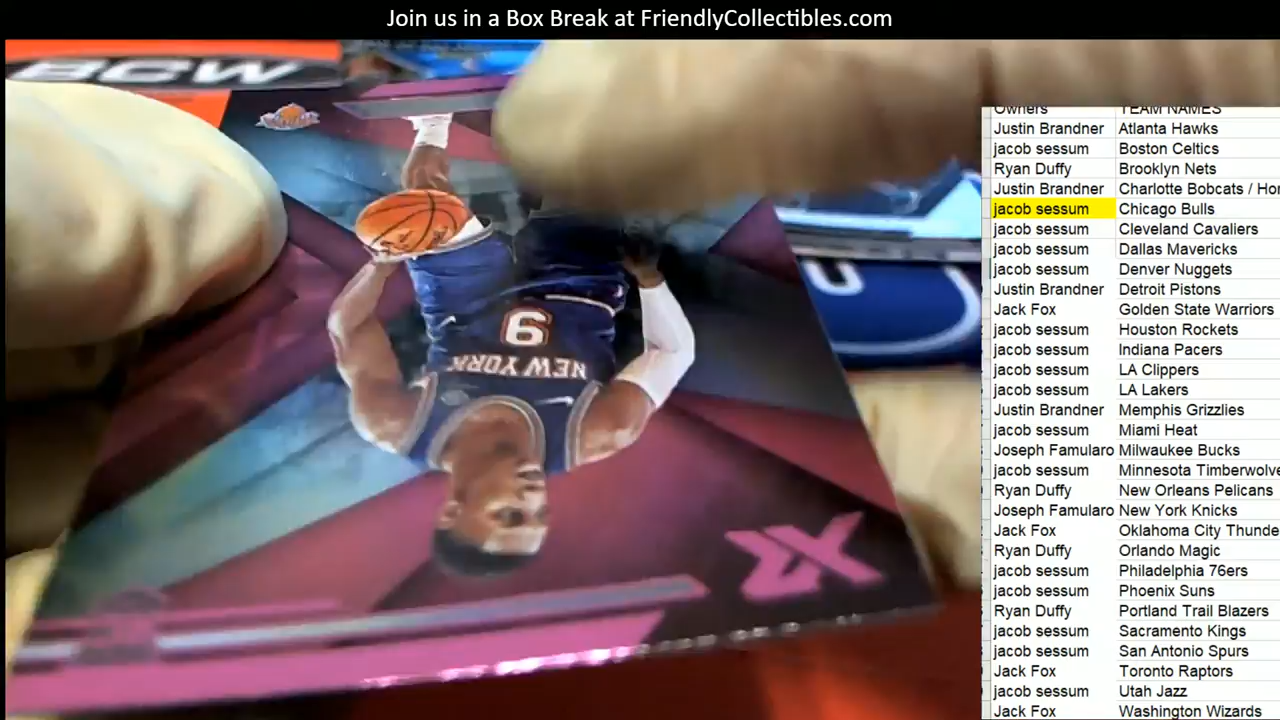 Join us in a Box Break at FriendlyCollectibles.com
BCW
Owners TEAM NAMES
Justin Brandner Atlanta Hawks
jacob sessum Boston Celtics
Ryan Duffy Brooklyn Nets
Justin Brandner Charlotte Bobcats / Hor
jacob sessum Chicago Bulls
jacob sessum Cleveland Cavaliers
jacob sessum Dallas Mavericks
jacob sessum Denver Nuggets
Justin Brandner Detroit Pistons
Jack Fox Golden State Warriors
jacob sessum Houston Rockets
jacob sessum Indiana Pacers
jacob sessum LA Clippers
jacob sessum LA Lakers
Justin Brandner Memphis Grizzlies
jacob sessum Miami Heat
Joseph Famularo Milwaukee Bucks
jacob sessum Minnesota Timberwolve
Ryan Duffy New Orleans Pelicans
Joseph Famularo New York Knicks
Jack Fox Oklahoma City Thunde
Ryan Duffy Orlando Magic
jacob sessum Philadelphia 76ers
jacob sessum Phoenix Suns
Ryan Duffy Portland Trail Blazers
jacob sessum Sacramento Kings
jacob sessum San Antonio Spurs
Jack Fox Toronto Raptors
jacob sessum Utah Jazz
Jack Fox Washington Wizards
9
NEW YORK
RX